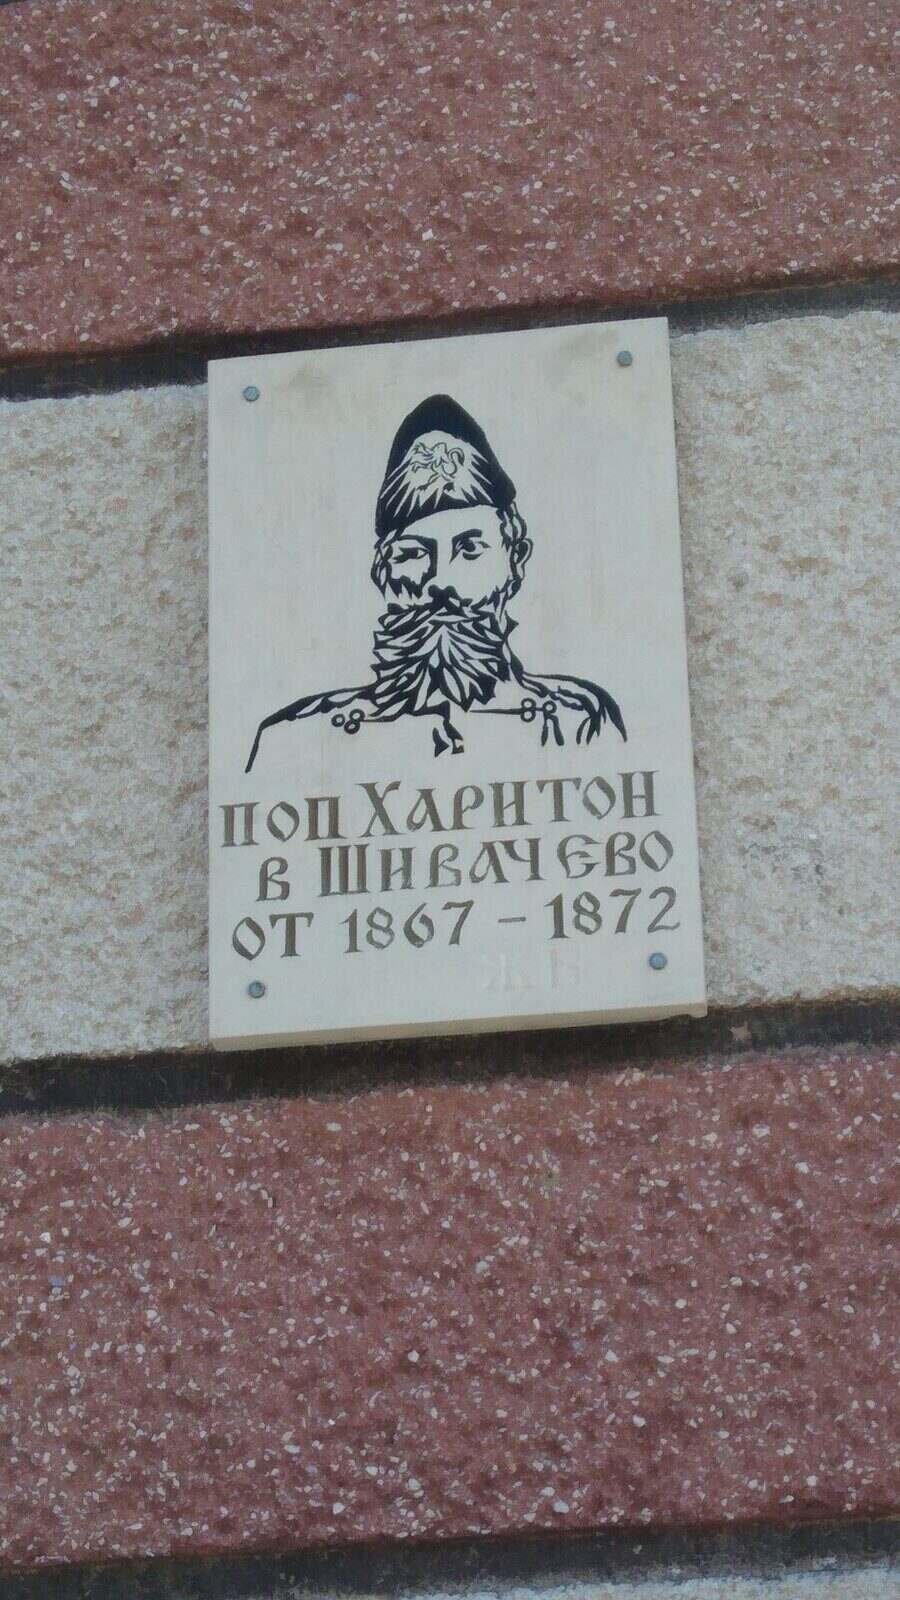 ПОП ХАРИТОН
В ШИВАЧЕВО
ОТ 1867 – 1872